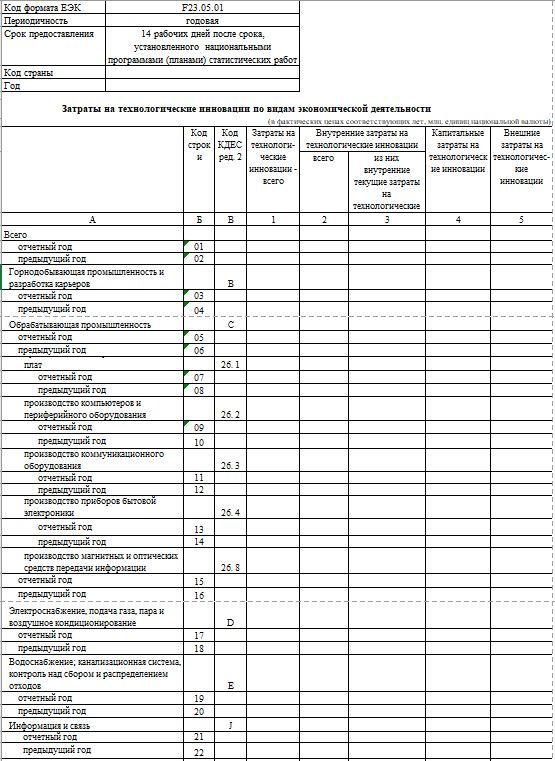 Код формата ЕЭК F23.05.01
Периодичность годовая
Срок предоставления 14 рабочих дней после срока,
установленного национальными
программами (планами) статистических работ
Код страны
Год
Затраты на технологические инновации по видам экономической деятельности
(в фактических ценах соответствующих лет, млн. единиц национальной валюты)
Код
строк
и
Код
КДЕС
ред. 2
Затраты на
технологи-
ческие
инновации -
всего
Внутренние затраты на
технологические инновации
всего
из них
внутренние
текущие затраты
на
технологические
Капитальные
затраты на
технологическ
ие инновации
Внешние
затраты на
технологичес-
кие
инновации
А Б В 1 2 3 4 5
Всего
отчетный год 01
предыдущий год 02
Горнодобывающая промышленность и
разработка карьеров B
отчетный год 03
предыдущий год 04
Обрабатывающая промышленность C
отчетный год 05
предыдущий год 06
плат 26.1
отчетный год 07
предыдущий год 08
производство компьютеров и
периферийного оборудования 26.2
отчетный год 09
предыдущий год 10
производство коммуникационного
оборудования 26.3
отчетный год 11
предыдущий год 12
производство приборов бытовой
электроники 26.4
отчетный год 13
предыдущий год 14
производство магнитных и оптических
средств передачи информации 26.8
отчетный год 15
предыдущий год 16
Электроснабжение, подача газа, пара и
воздушное кондиционирование D
отчетный год 17
предыдущий год 18
Водоснабжение; канализационная система,
контроль над сбором и распределением
отходов E
отчетный год 19
предыдущий год 20
Информация и связь J
отчетный год 21
предыдущий год 22